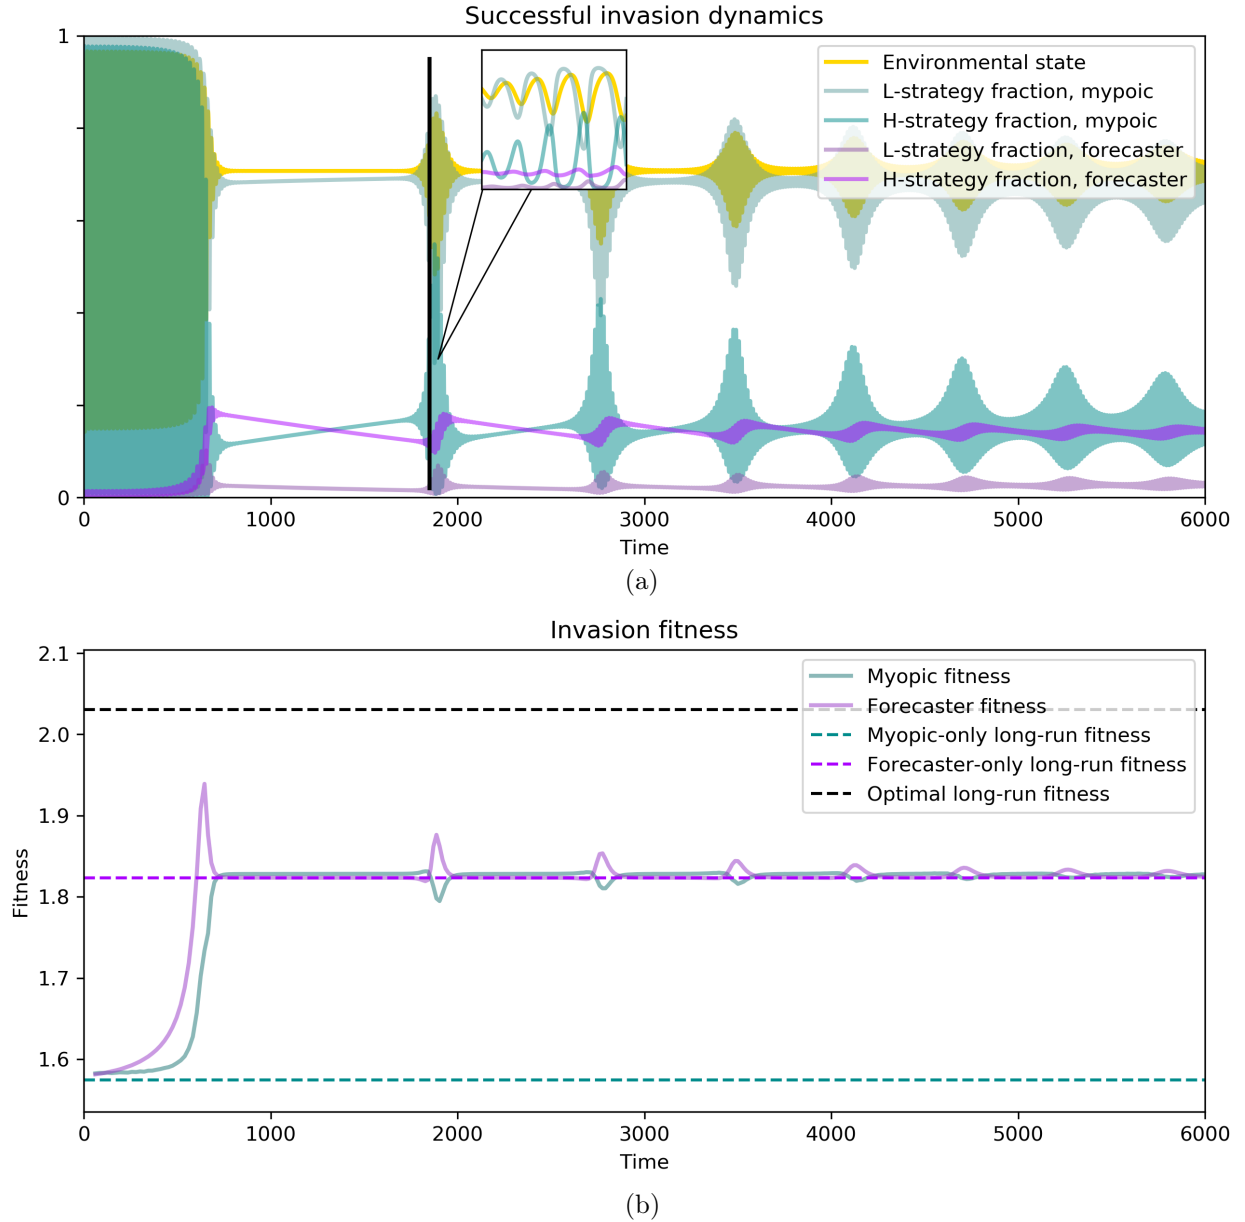 Successful invasion dynamics
1
Environmental state
L-strategy fraction, mypoic
H-strategy fraction, mypoic
L-strategy fraction, forecaster
H-strategy fraction, forecaster
0
0 1000 2000 3000 4000 5000 6000
Time
(a)
Invasion fitness
2.1
Myopic fitness
Forecaster fitness
Myopic-only long-run fitness
Forecaster-only long-run fitness
Optimal long-run fitness
2.0
1.9
1.8
1.7
1.6
Fitness
0 1000 2000 3000 4000 5000 6000
Time
(b)